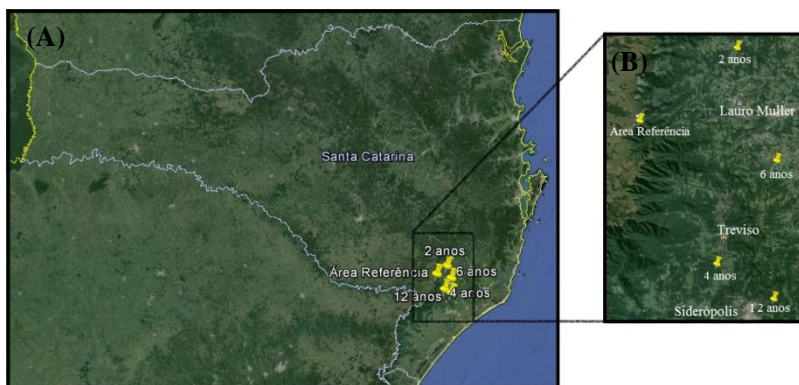 (A)
Santa Catarina
2 anos
Área Referência
6 anos
12 anos
4 anos
(B)
2 anos
Lauro Muller
Área Referência
6 anos
Treviso
4 anos
12 anos
Siderópolis